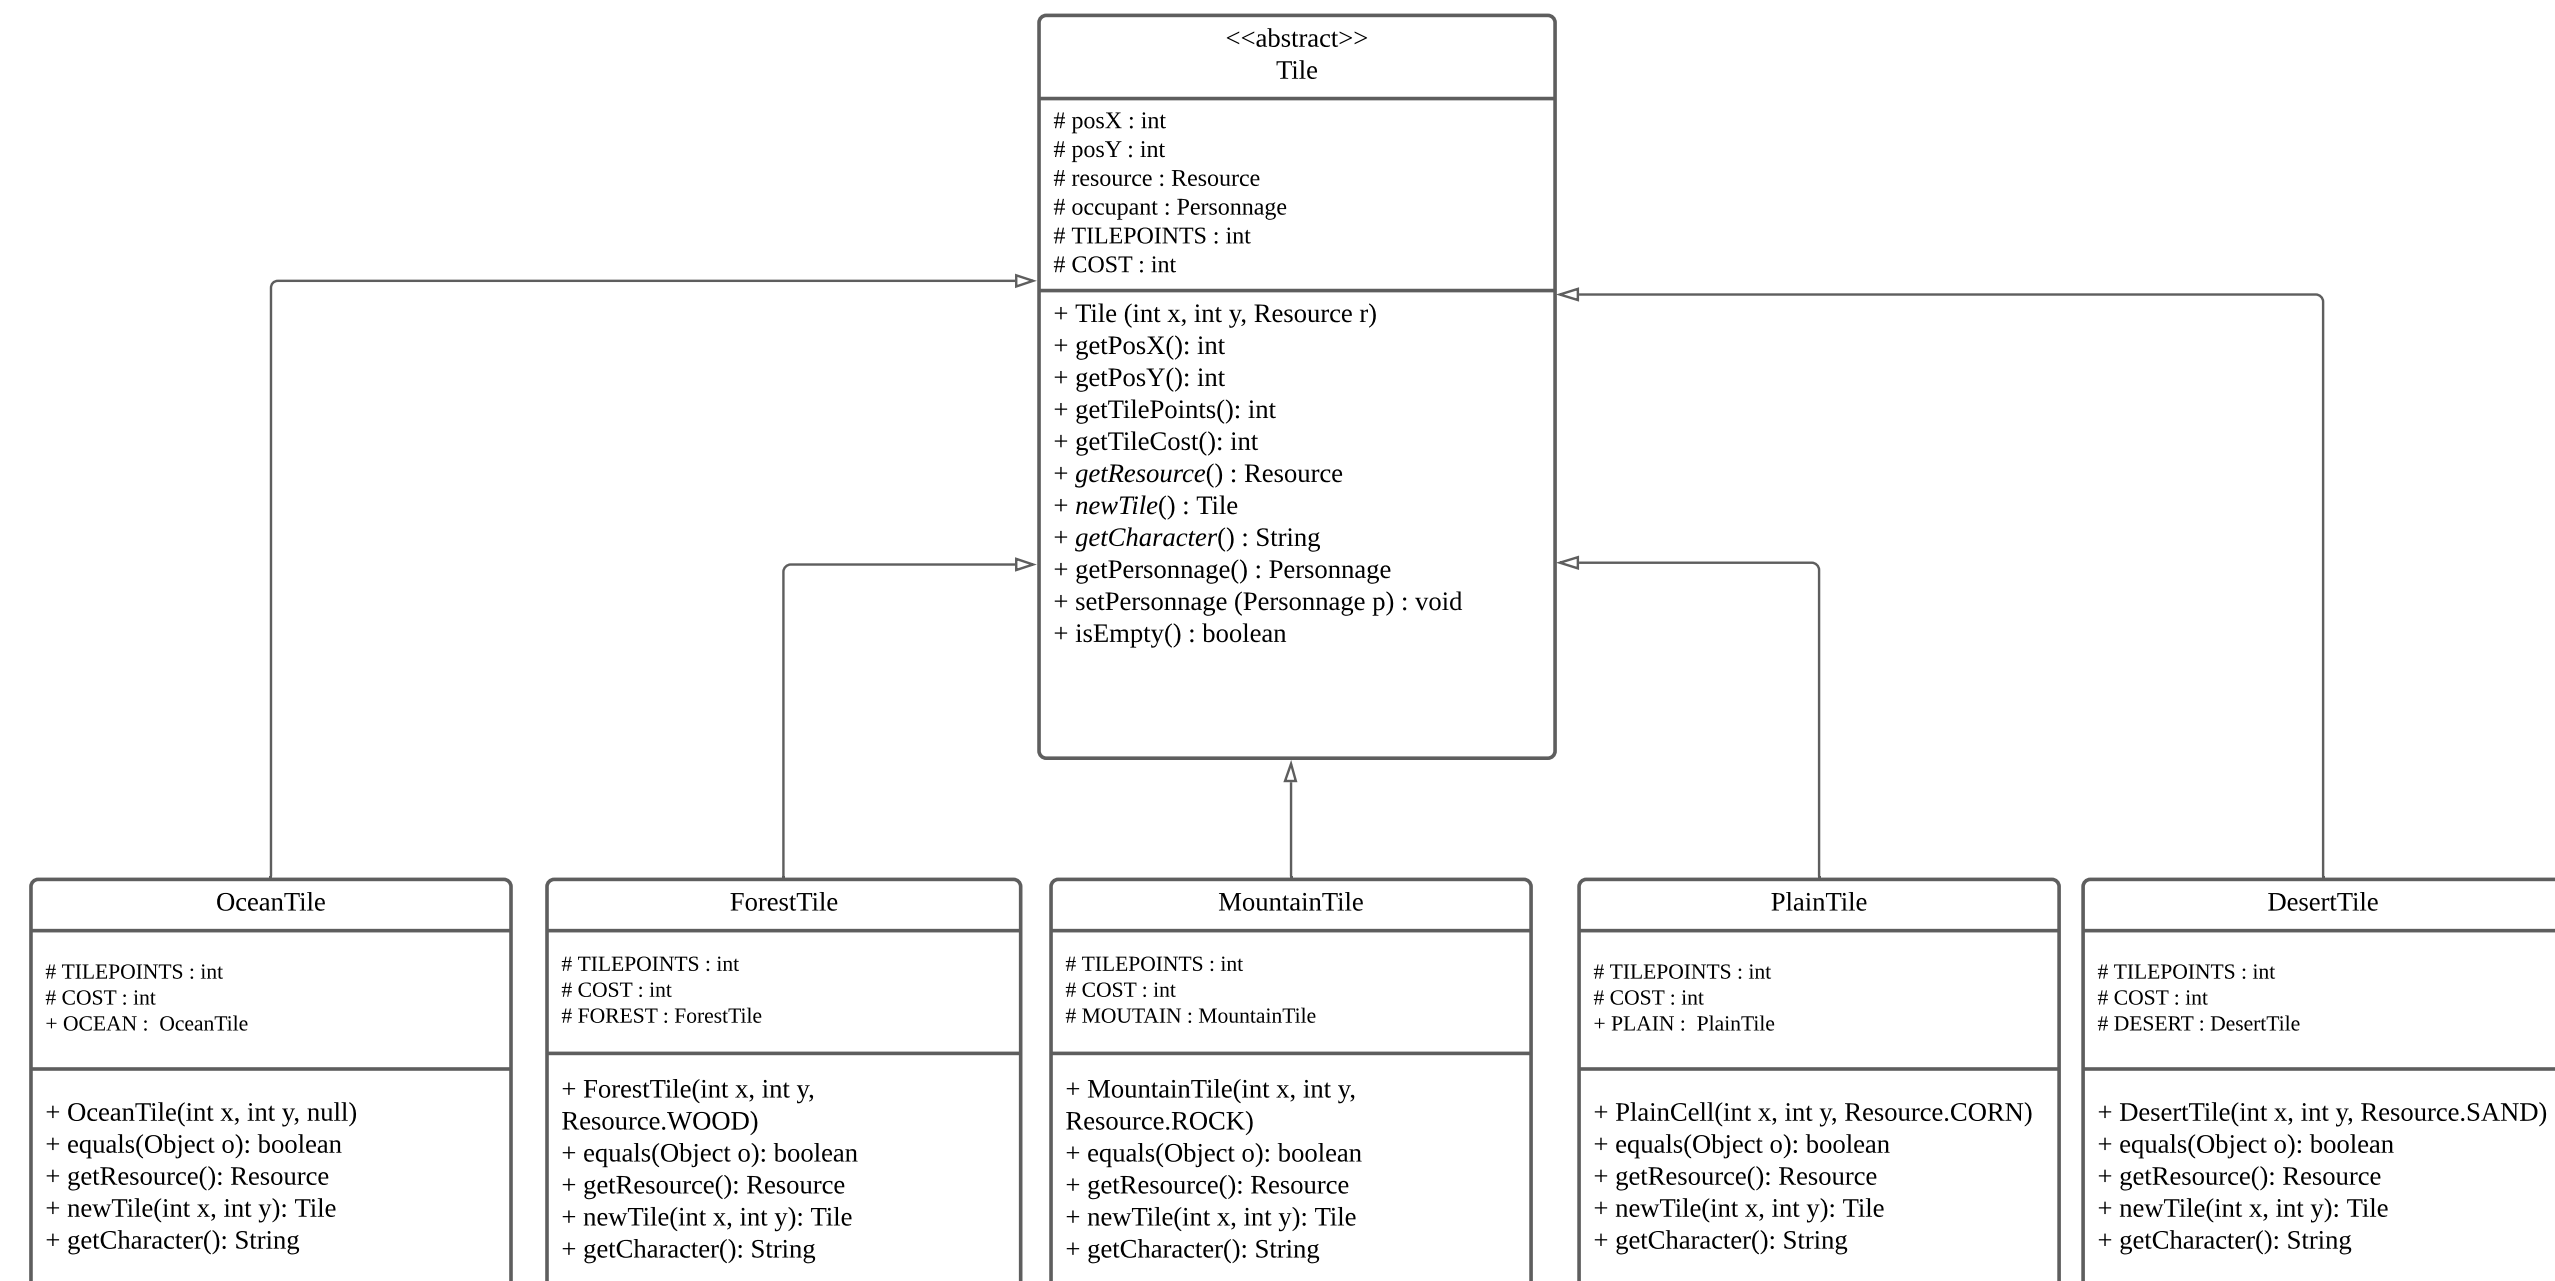 <<abstract>>
Tile
# posX : int
# posY : int
# resource : Resource
# occupant : Personnage
# TILEPOINTS : int
# COST : int
+ Tile (int x, int y, Resource r)
+ getPosX(): int
+ getPosY(): int
+ getTilePoints(): int
+ getTileCost(): int
+ getResource() : Resource
+ newTile() : Tile
+ getCharacter() : String
+ getPersonnage() : Personnage
+ setPersonnage (Personnage p) : void
+ isEmpty() : boolean
OceanTile
# TILEPOINTS : int
# COST : int
+ OCEAN :  OceanTile
+ OceanTile(int x, int y, null)
+ equals(Object o): boolean
+ getResource(): Resource
+ newTile(int x, int y): Tile
+ getCharacter(): String
ForestTile
# TILEPOINTS : int
# COST : int
# FOREST : ForestTile
+ ForestTile(int x, int y,
Resource.WOOD)
+ equals(Object o): boolean
+ getResource(): Resource
+ newTile(int x, int y): Tile
+ getCharacter(): String
MountainTile
# TILEPOINTS : int
# COST : int
# MOUTAIN : MountainTile
+ MountainTile(int x, int y,
Resource.ROCK)
+ equals(Object o): boolean
+ getResource(): Resource
+ newTile(int x, int y): Tile
+ getCharacter(): String
PlainTile
# TILEPOINTS : int
# COST : int
+ PLAIN :  PlainTile
+ PlainCell(int x, int y, Resource.CORN)
+ equals(Object o): boolean
+ getResource(): Resource
+ newTile(int x, int y): Tile
+ getCharacter(): String
DesertTile
# TILEPOINTS : int
# COST : int
# DESERT : DesertTile
+ DesertTile(int x, int y, Resource.SAND)
+ equals(Object o): boolean
+ getResource(): Resource
+ newTile(int x, int y): Tile
+ getCharacter(): String